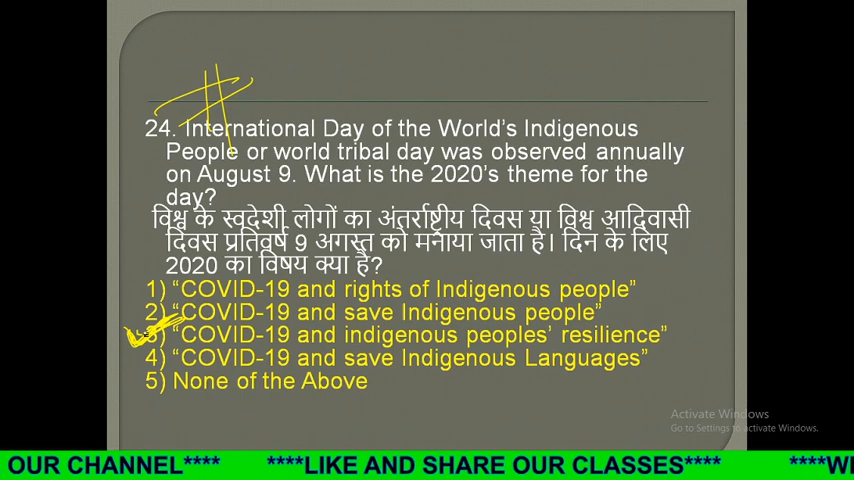 24. International Day of the World's Indigenous
People or world tribal day was observed annually
on August 9. What is the 2020's theme for the
day?
विश्व के स्वदेशी लोगों का अंतर्राष्ट्रीय दिवस या विश्व आदिवासी
दिवस प्रतिवर्ष 9 अगस्त को मनाया जाता है। दिन के लिए
2020 का विषय क्या है?
1) “COVID-19 and rights of Indigenous people”
2) “COVID-19 and save Indigenous people”
3) “COVID-19 and indigenous peoples’ resilience”
4) “COVID-19 and save Indigenous Languages”
5) None of the Above
Activate Windows
Go to Settings to activate Windows.
OUR CHANNEL**** ****LIKE AND SHARE OUR CLASSES**** ****